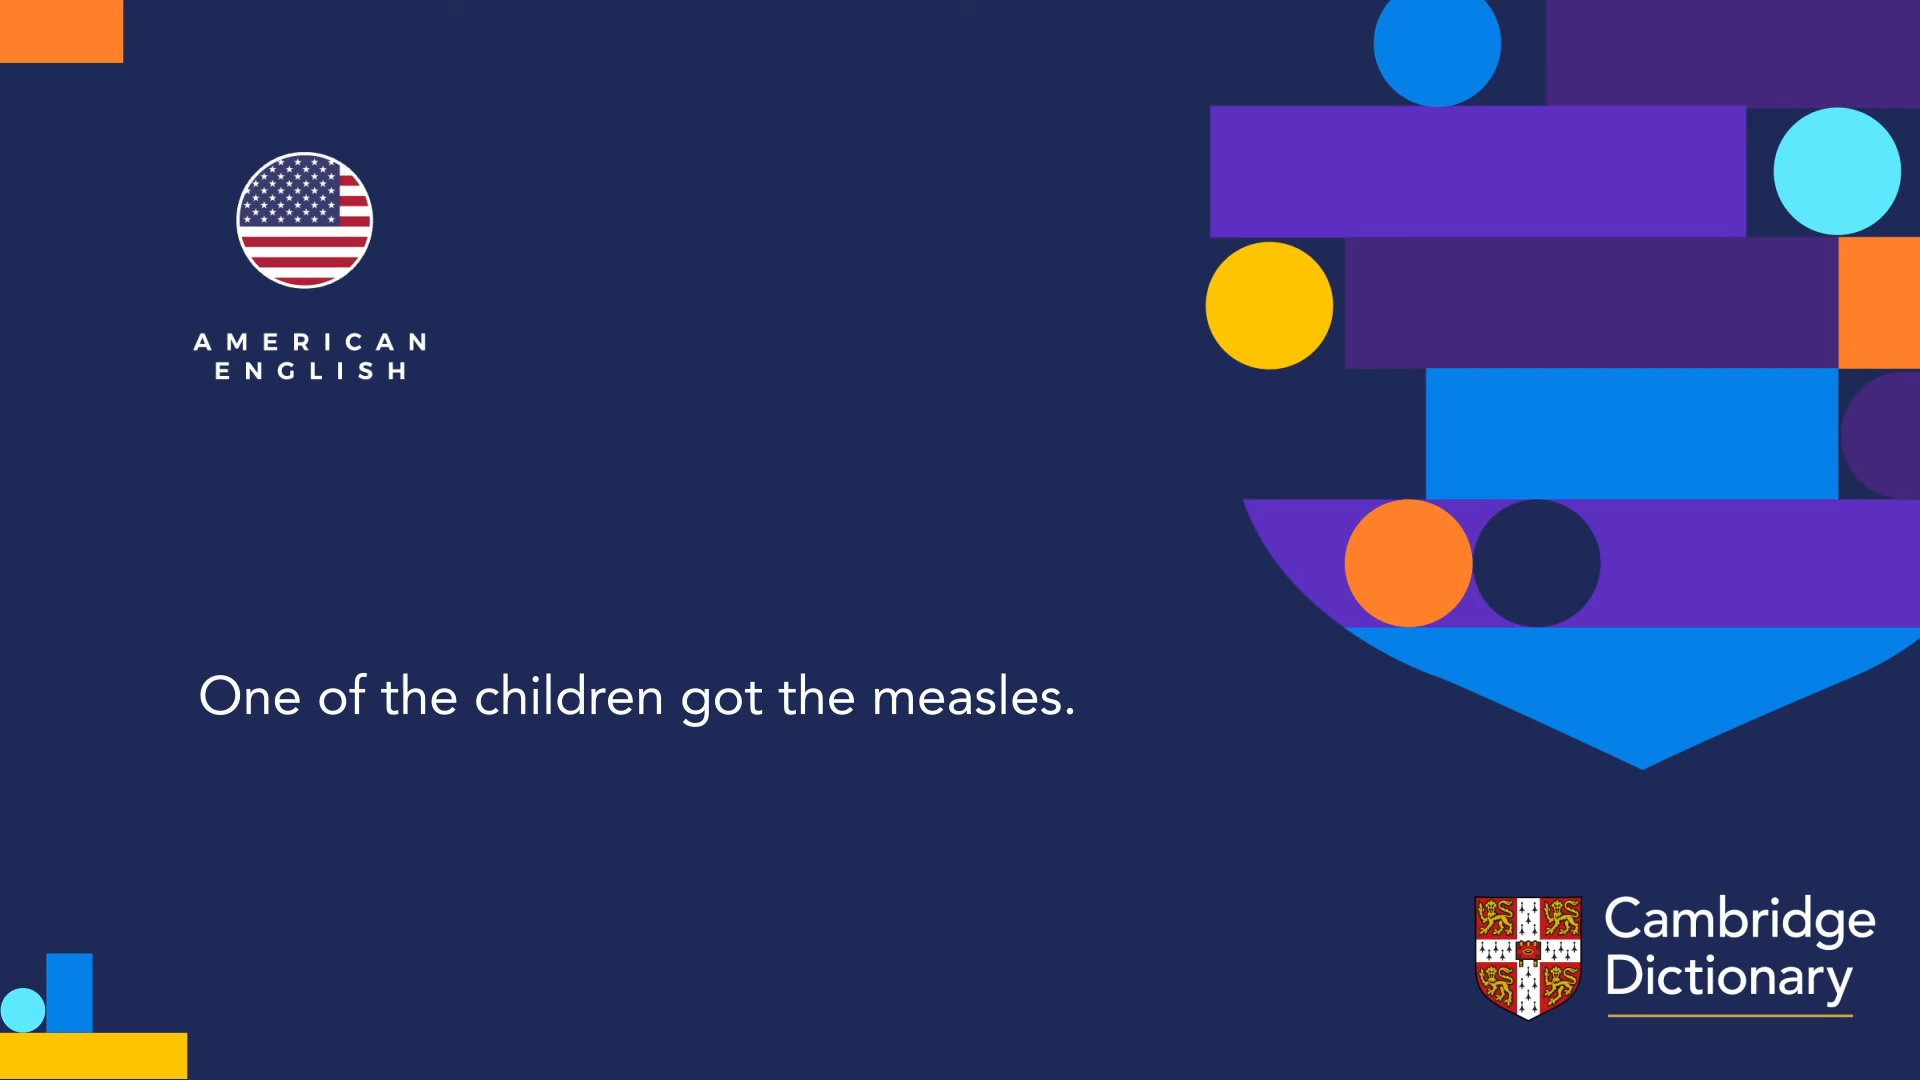 AMERICAN
ENGLISH
One of the children got the measles.
Cambridge
Dictionary